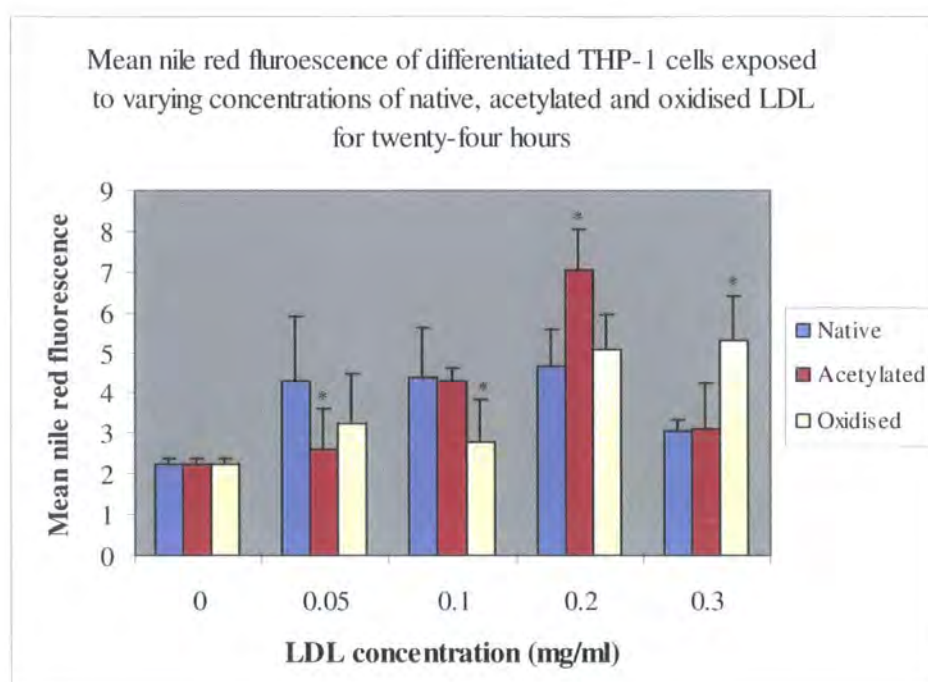 Mean nile red fluroescence of differentiated THP-1 cells exposed
to varying concentrations of native, acetylated and oxidised LDL
for twenty-four hours
Mean nile red fluorescence
9
8
7
6
5
4
3
2
1
0
*
*
*
*
0
0.05
0.1
0.2
0.3
LDL concentration (mg/ml)
Native
Acetylated
Oxidised